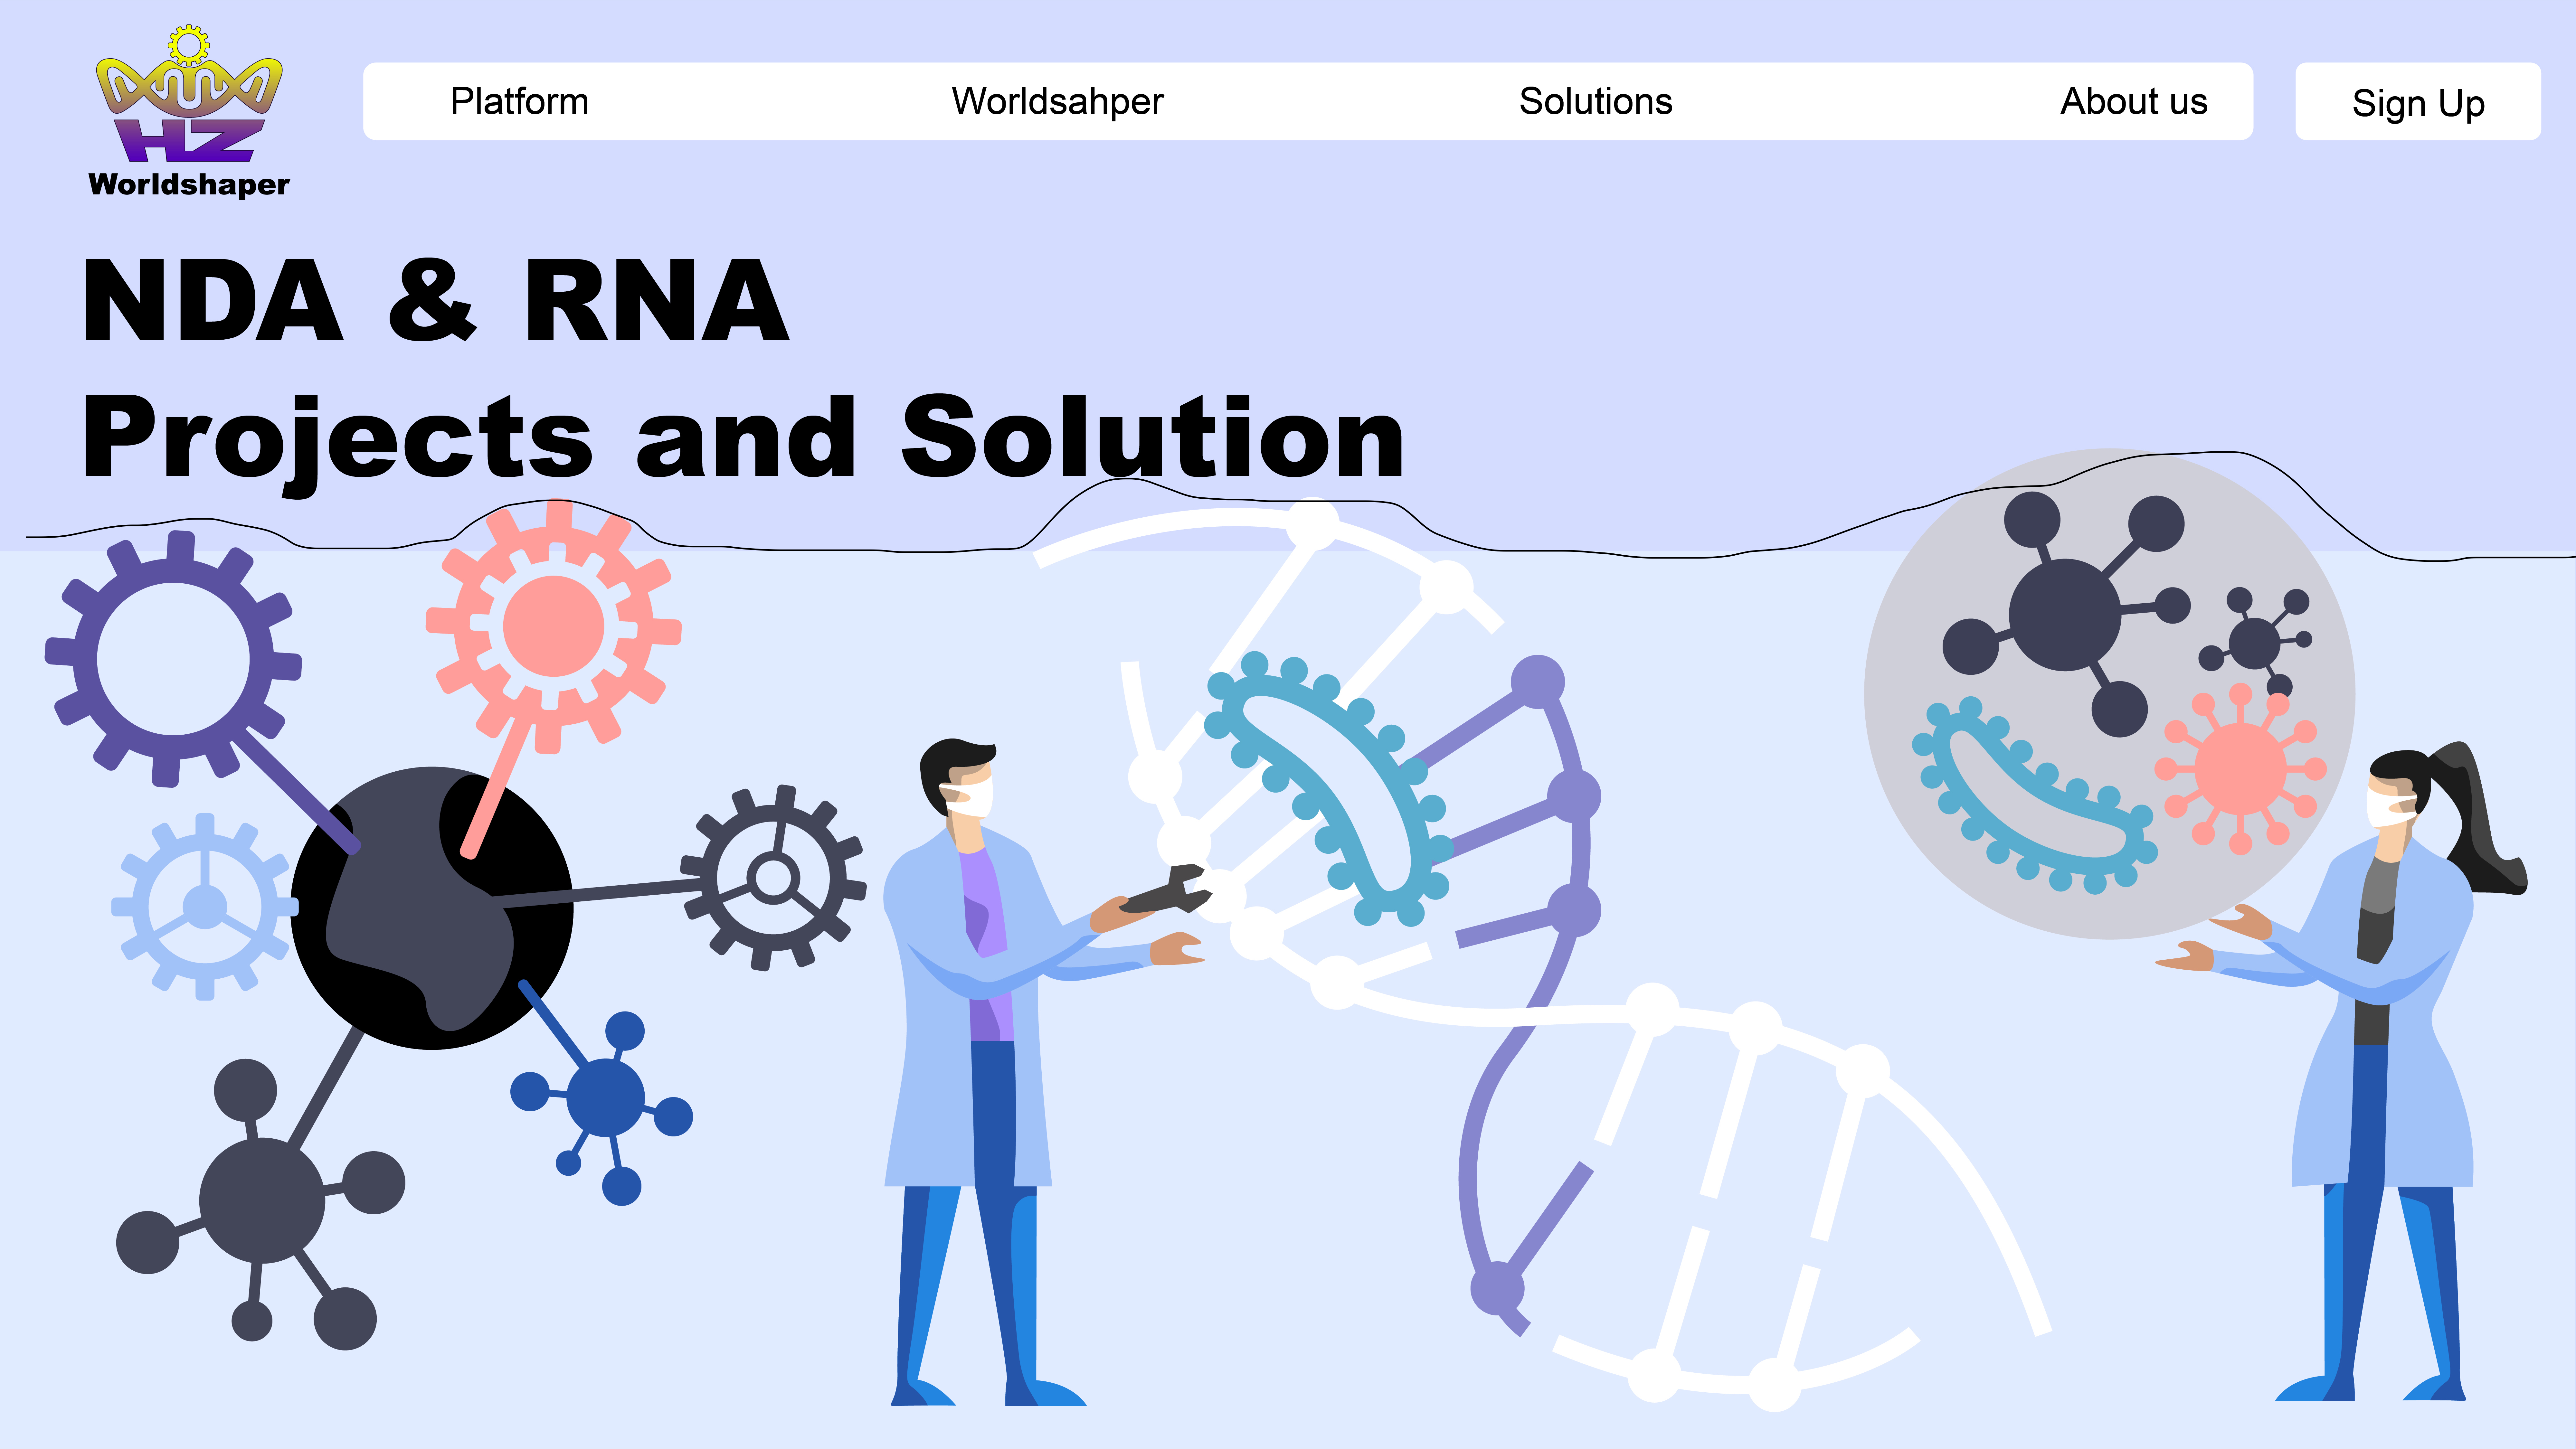 HZ
Worldshaper
Platform Worldsahper Solutions About us Sign Up
NDA & RNA
Projects and Solution